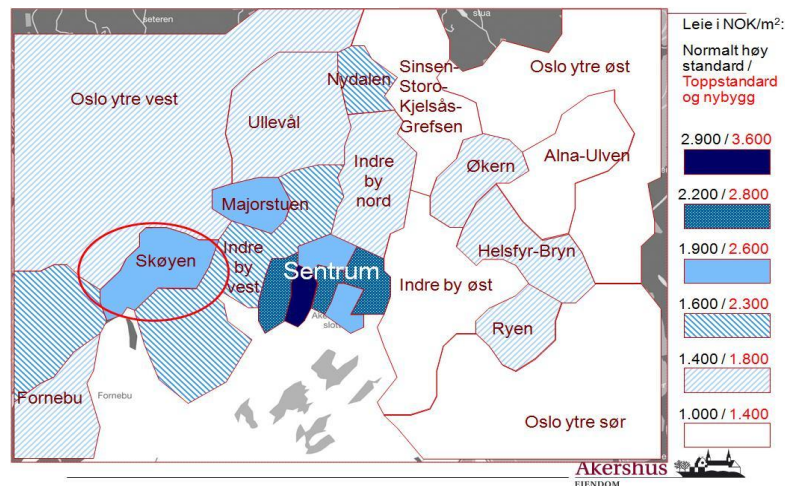 seteren
stua
Oslo ytre vest
Nydalen
Sinsen-
Storo-
Kjelsås-
Grefsen
Oslo ytre øst
Ullevål
Indre
by
nord
Økern
Alna-Ulven
Majorstuen
Skøyen
Indre
by
vest
Sentrum
Helsfyr-Bryn
Indre by øst
slott
Ryen
Fornebu
Fornebu
Oslo ytre sør
Leie i NOK/m²:
Normalt høy
standard /
Toppstandard
og nybygg
2.900 / 3.600
2.200 / 2.800
1.900 / 2.600
1.600 / 2.300
1.400 / 1.800
1.000 / 1.400
Akershus
EIENDOM